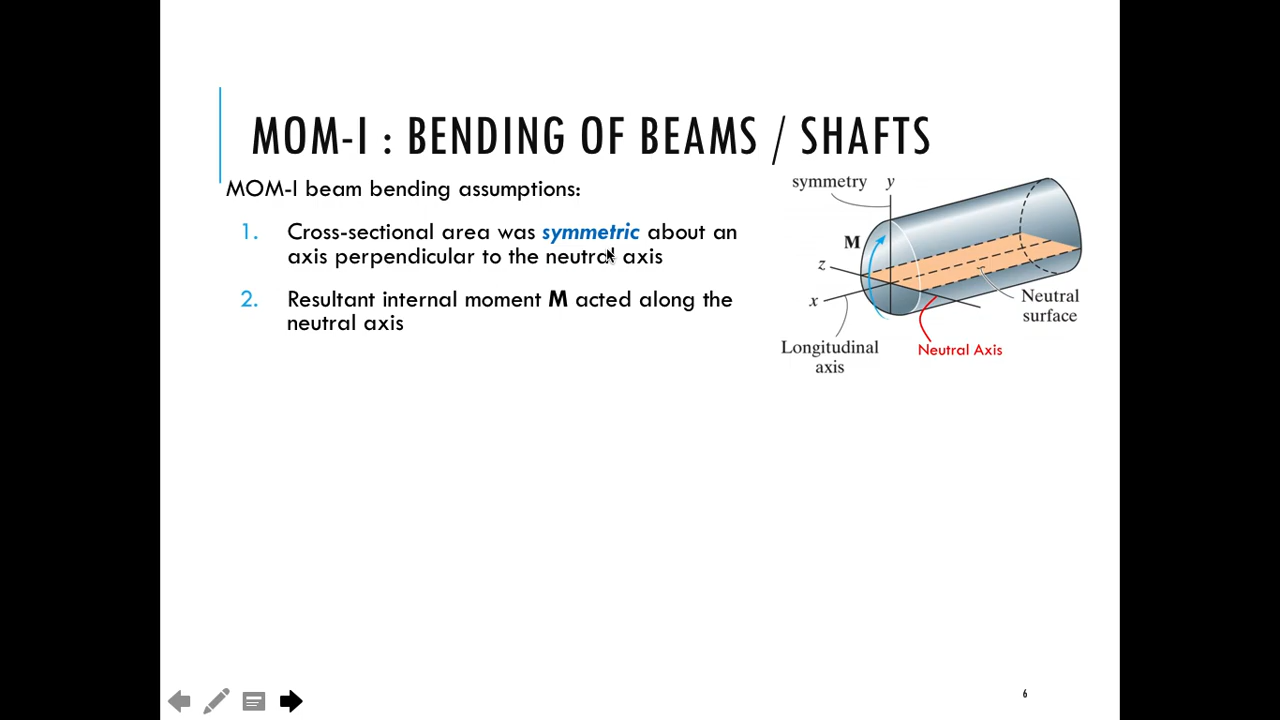 MOM-I : BENDING OF BEAMS / SHAFTS
MOM-I beam bending assumptions:
1. Cross-sectional area was symmetric about an
axis perpendicular to the neutral axis
2. Resultant internal moment M acted along the
neutral axis
symmetry y
M
z
x
Longitudinal
axis
Neutral
surface
Neutral Axis
6